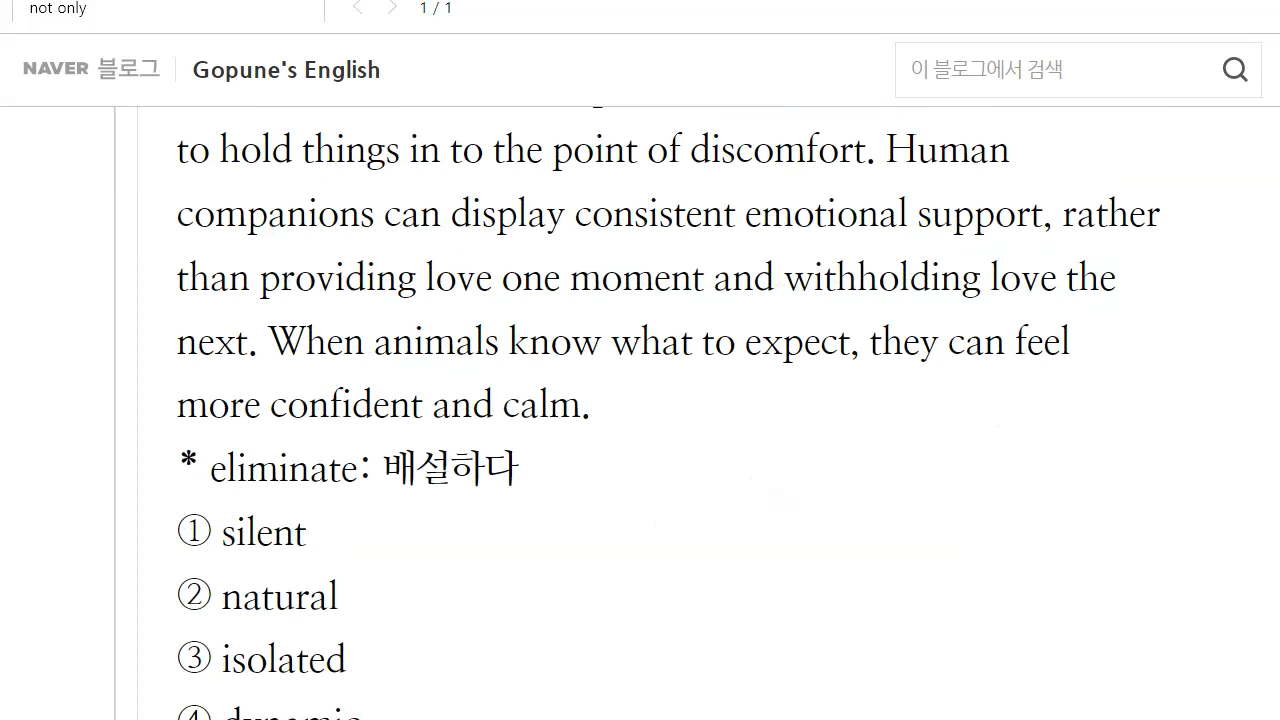 not only
1 / 1
NAVER 블로그
Gopune's English
이 블로그에서 검색
to hold things in to the point of discomfort. Human
companions can display consistent emotional support, rather
than providing love one moment and withholding love the
next. When animals know what to expect, they can feel
more confident and calm.
* eliminate: 배설하다
① silent
② natural
③ isolated
④ dynamic